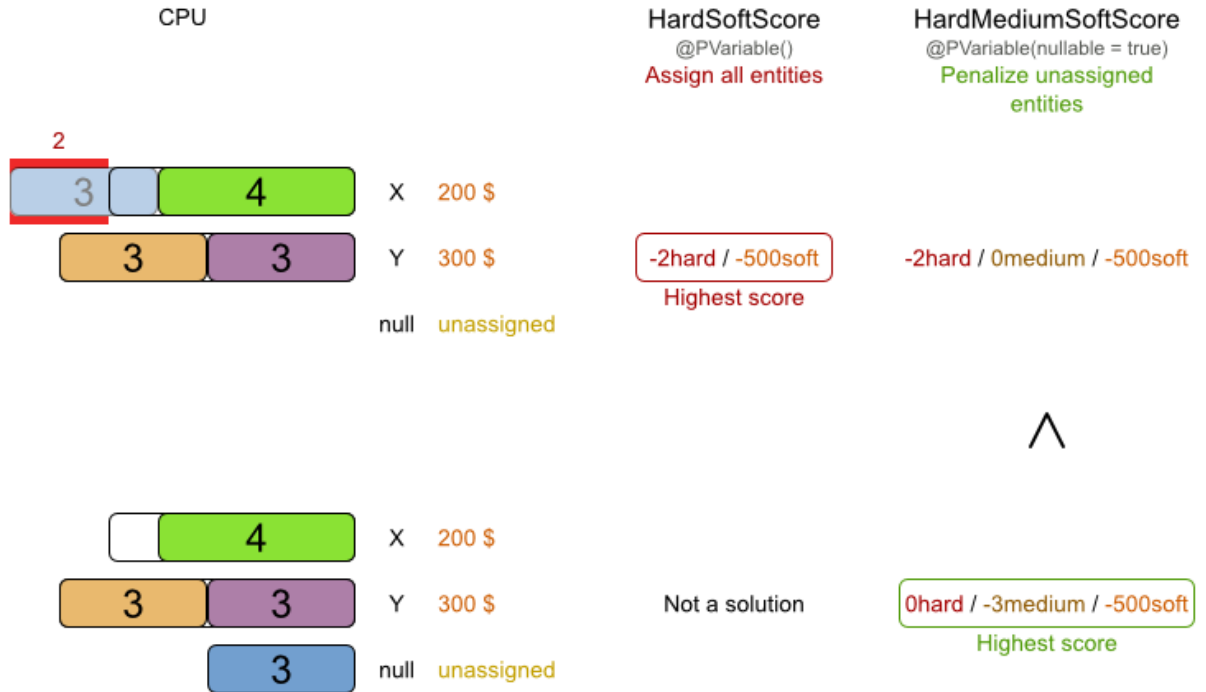 CPU
HardSoftScore
@PVariable()
Assign all entities
HardMediumSoftScore
@PVariable(nullable = true)
Penalize unassigned
entities
2
3 4 X 200 $
3 3 Y 300 $ -2hard / -500soft -2hard / 0medium / -500soft
Highest score
null unassigned
4 X 200 $
3 3 Y 300 $ Not a solution 0hard / -3medium / -500soft
Highest score
3 null unassigned